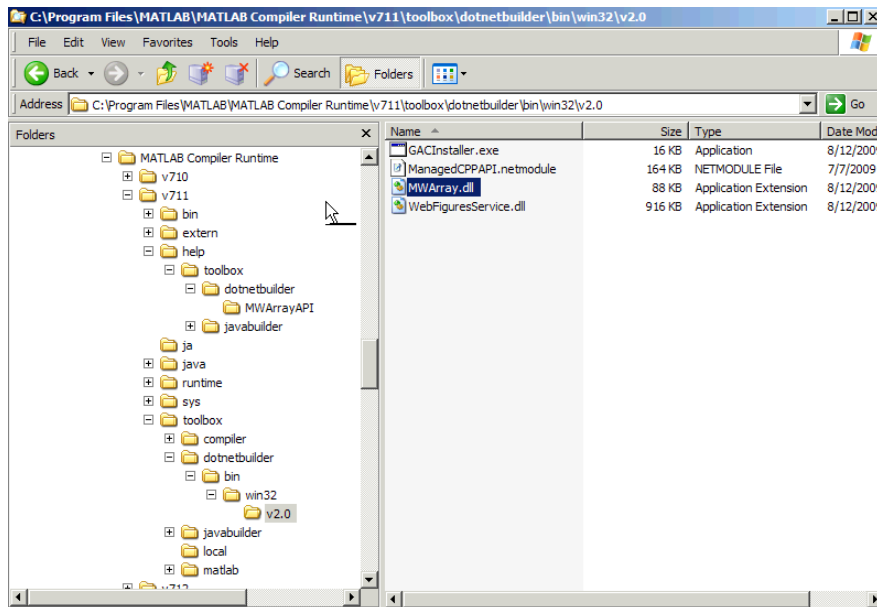 C:\Program Files\MATLAB\MATLAB Compiler Runtime\v711\toolbox\dotnetbuilder\bin\win32\v2.0
File Edit View Favorites Tools Help
Back Search Folders
Address C:\Program Files\MATLAB\MATLAB Compiler Runtime\v711\toolbox\dotnetbuilder\bin\win32\v2.0 Go
Folders x
Name Size Type Date Mod
MATLAB Compiler Runtime
v710
v711
bin
extern
help
toolbox
dotnetbuilder
MWArrayAPI
javabuilder
ja
java
runtime
sys
toolbox
compiler
dotnetbuilder
bin
win32
v2.0
javabuilder
local
matlab
v712
GACInstaller.exe 16 KB Application 8/12/200
ManagedCPPAPI.netmodule 164 KB NETMODULE File 7/7/2009
MWArray.dll 88 KB Application Extension 8/12/200
WebFiguresService.dll 916 KB Application Extension 8/12/200